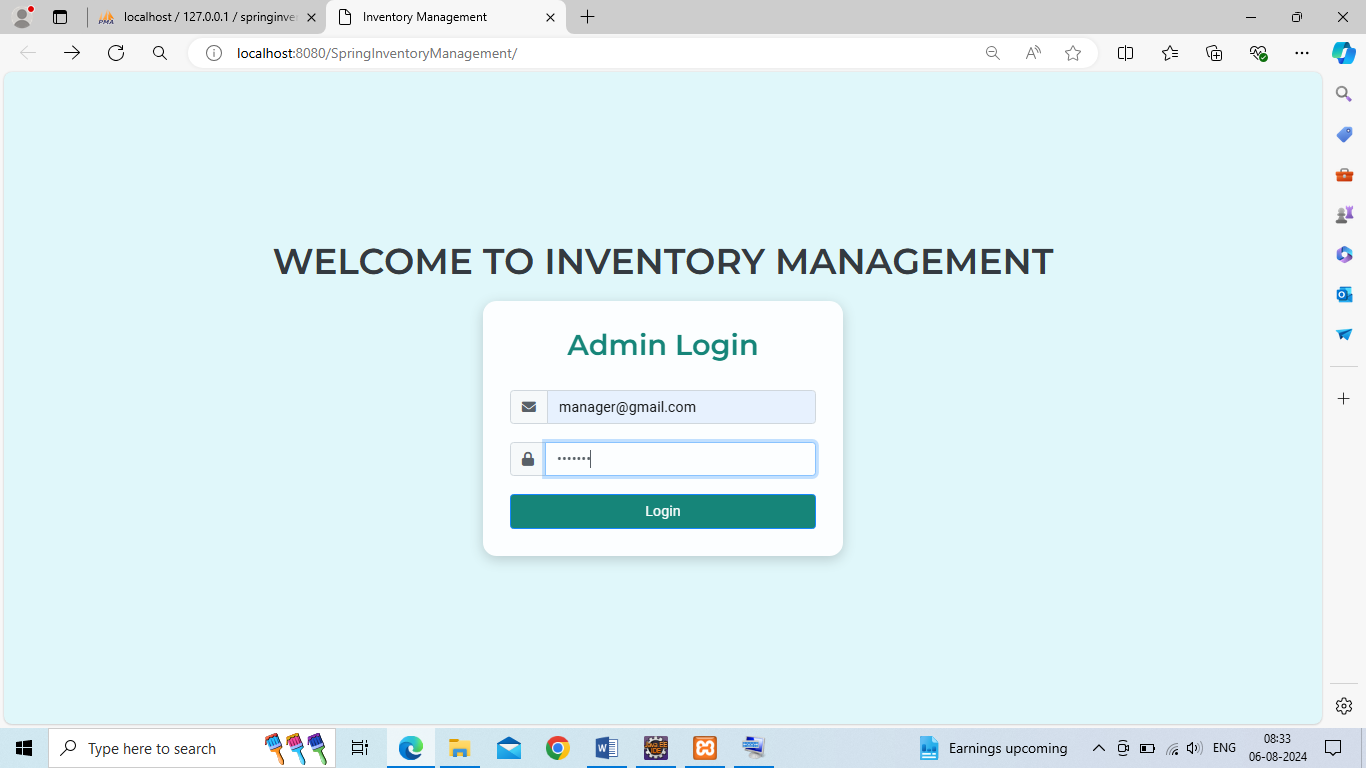 localhost / 127.0.0.1 / springinve
Inventory Management
localhost:8080/SpringInventoryManagement/
WELCOME TO INVENTORY MANAGEMENT
Admin Login
manager@gmail.com
•••••••
Login
Type here to search
Earnings upcoming
ENG
08:33
06-08-2024